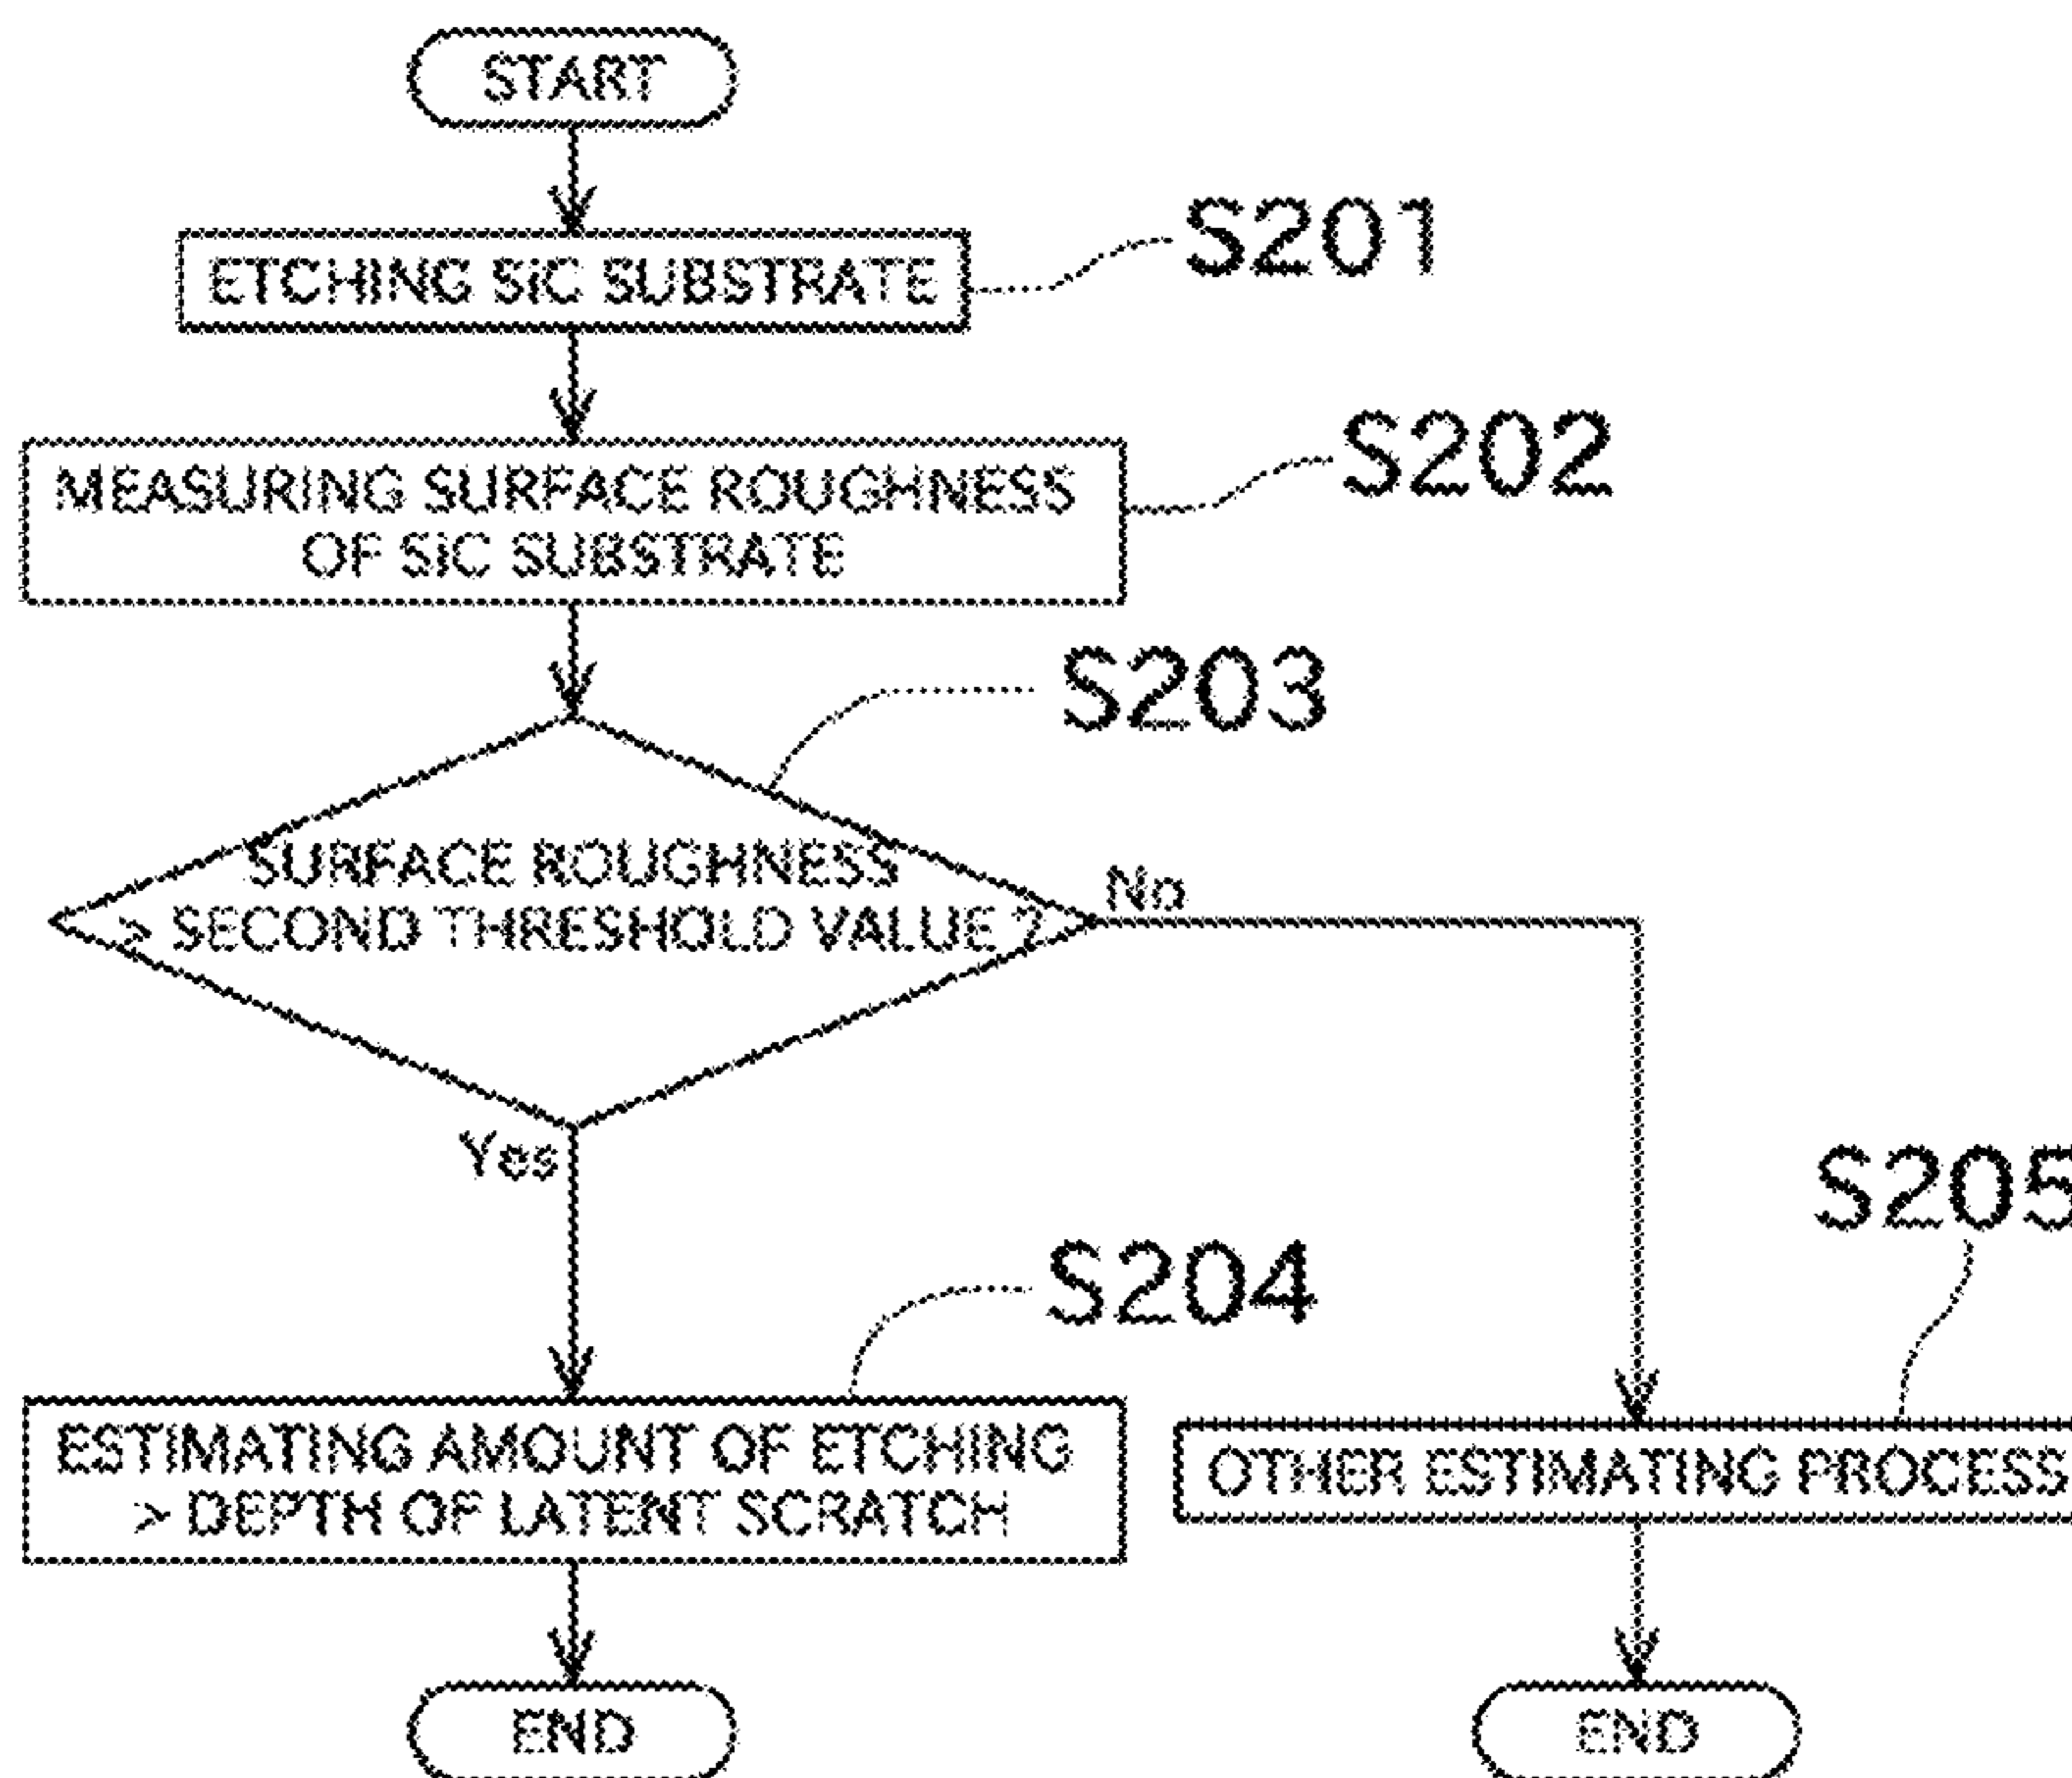 START
ETCHING SiC SUBSTRATE
S201
MEASURING SURFACE ROUGHNESS
OF SiC SUBSTRATE
S202
S203
SURFACE ROUGHNESS
> SECOND THRESHOLD VALUE ?
No
Yes
S204
S205
ESTIMATING AMOUNT OF ETCHING
> DEPTH OF LATENT SCRATCH
OTHER ESTIMATING PROCESS
END
END